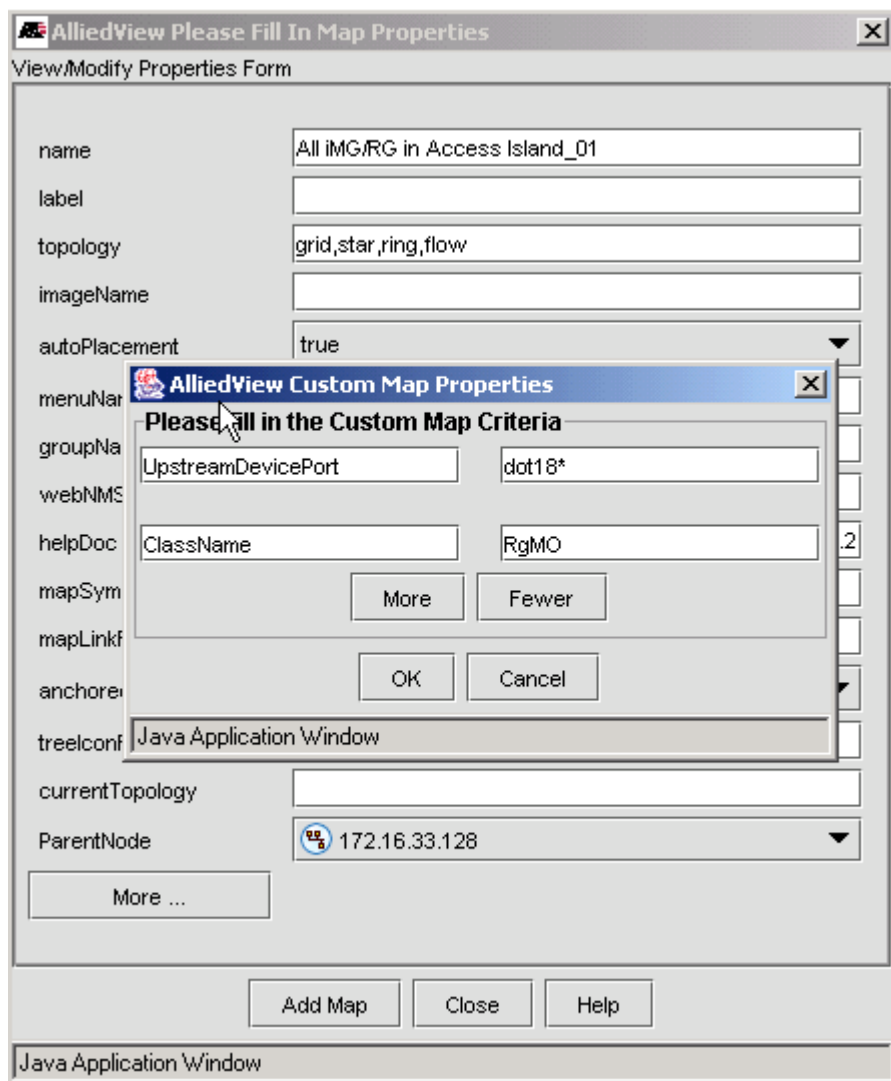 AlliedView Please Fill In Map Properties
View/Modify Properties Form
name All iMG/RG in Access Island_01
label
topology grid,star,ring,flow
imageName
autoPlacement true
AlliedView Custom Map Properties
menuNa
Please Fill in the Custom Map Criteria
groupNa
UpstreamDevicePort dot18*
webNMS
helpDoc ClassName RgMO .2
mapSym More Fewer
mapLinkF
anchored OK Cancel
treeIconF Java Application Window
currentTopology
ParentNode 172.16.33.128
More ...
Add Map Close Help
Java Application Window